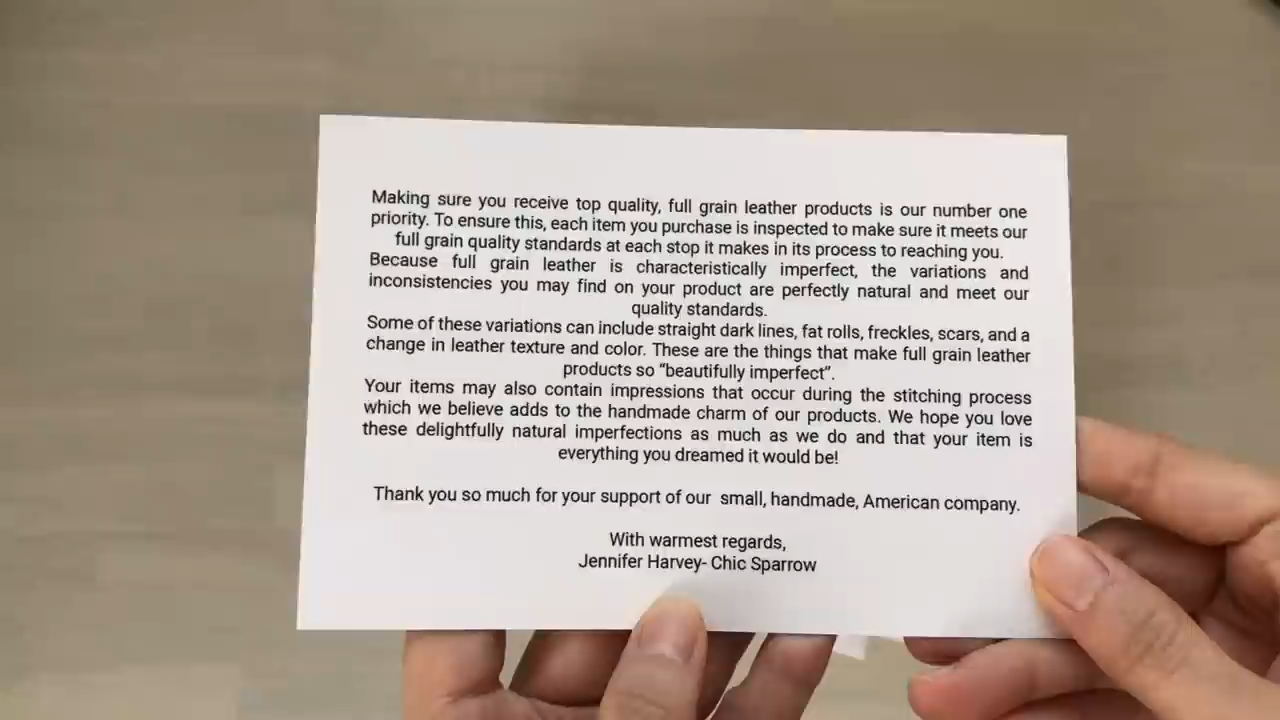 Making sure you receive top quality, full grain leather products is our number one
priority. To ensure this, each item you purchase is inspected to make sure it meets our
full grain quality standards at each stop it makes in its process to reaching you.
Because full grain leather is characteristically imperfect, the variations and
inconsistencies you may find on your product are perfectly natural and meet our
quality standards.
Some of these variations can include straight dark lines, fat rolls, freckles, scars, and a
change in leather texture and color. These are the things that make full grain leather
products so “beautifully imperfect”.
Your items may also contain impressions that occur during the stitching process
which we believe adds to the handmade charm of our products. We hope you love
these delightfully natural imperfections as much as we do and that your item is
everything you dreamed it would be!
Thank you so much for your support of our  small, handmade, American company.
With warmest regards,
Jennifer Harvey- Chic Sparrow